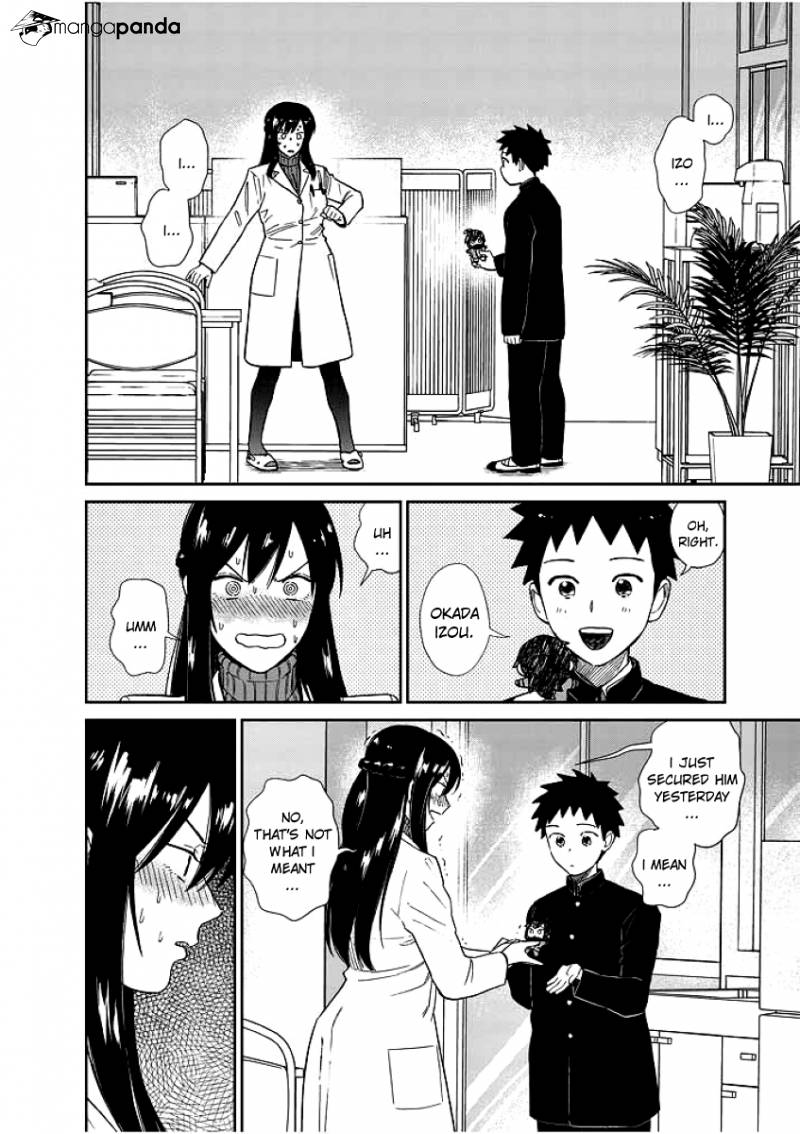 mangapanda
I...
IZO
...
I...
I...
OH,
RIGHT.
OKADA
IZOU.
UH
...
UMM
...
I JUST
SECURED HIM
YESTERDAY
...
I MEAN
...
NO,
THAT'S NOT
WHAT I
MEANT
...